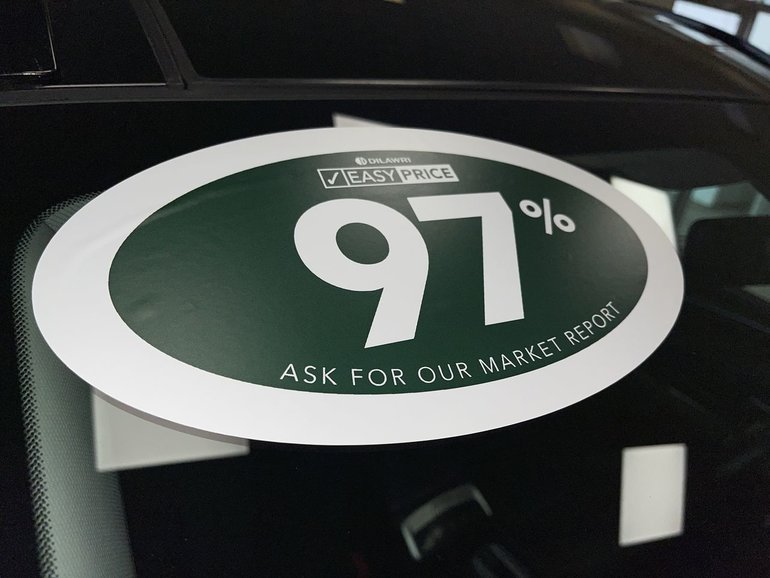 DILAWRI
✓ EASY PRICE
97%
ASK FOR OUR MARKET REPORT